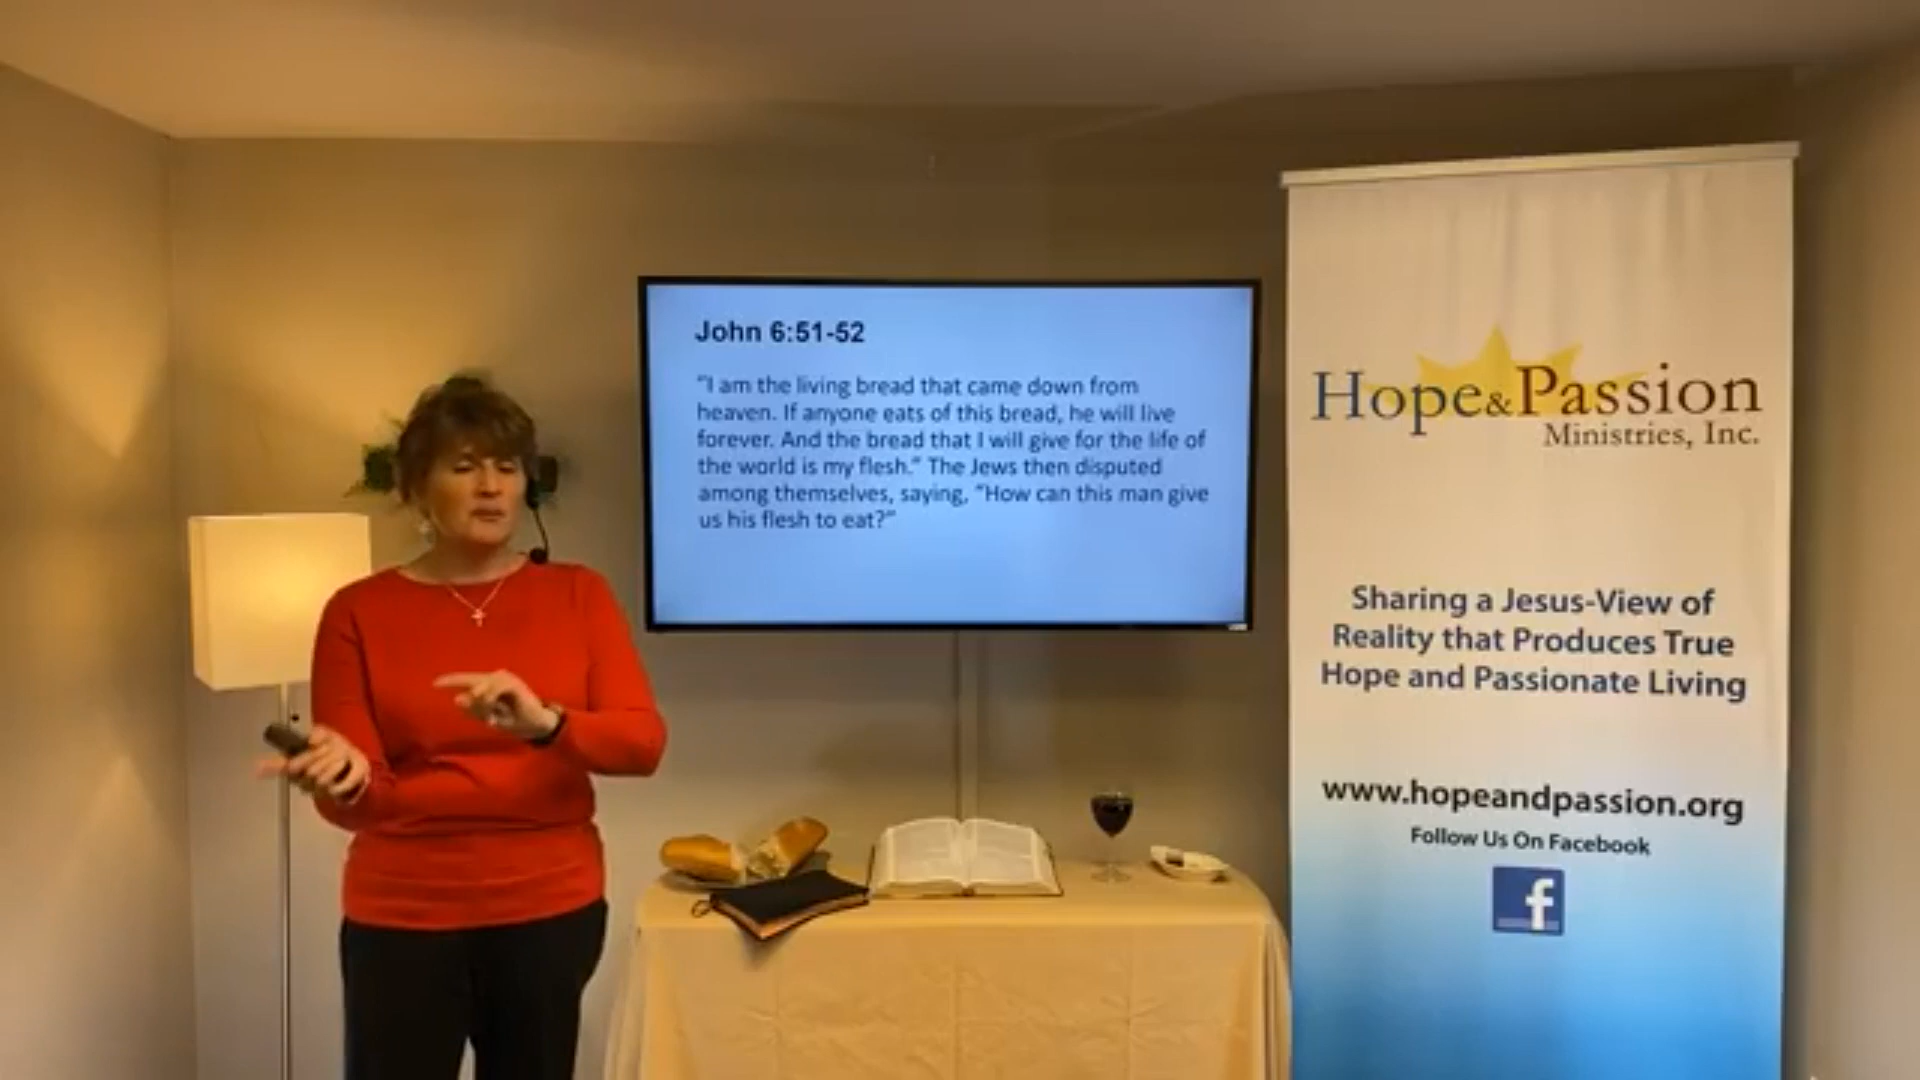 John 6:51-52
"I am the living bread that came down from
heaven. If anyone eats of this bread, he will live
forever. And the bread that I will give for the life of
the world is my flesh." The Jews then disputed
among themselves, saying, "How can this man give
us his flesh to eat?"
Hope&Passion
Ministries, Inc.
Sharing a Jesus-View of
Reality that Produces True
Hope and Passionate Living
www.hopeandpassion.org
Follow Us On Facebook
f